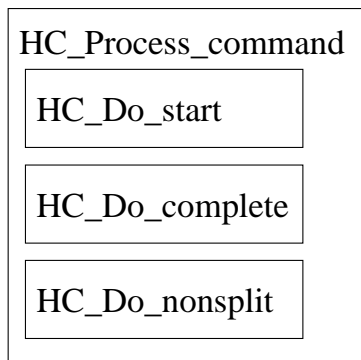 HC_Process_command
HC_Do_start
HC_Do_complete
HC_Do_nonsplit